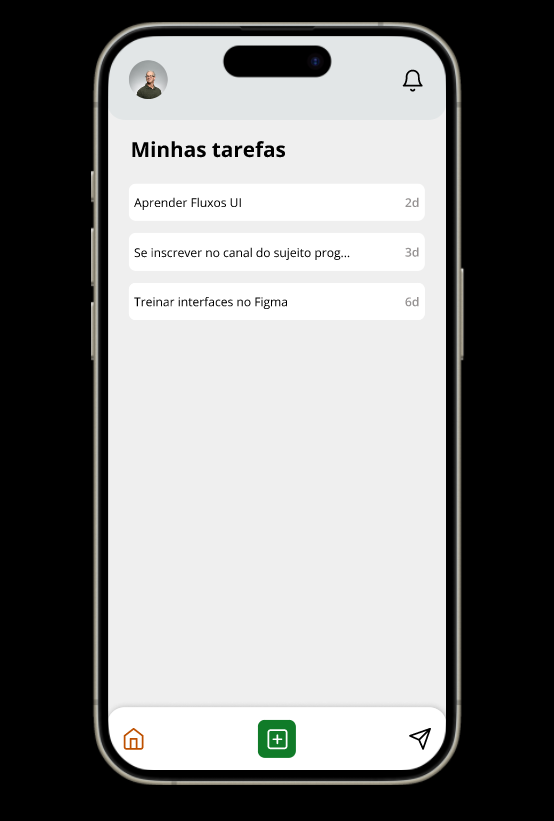 Minhas tarefas
Aprender Fluxos UI 2d
Se inscrever no canal do sujeito prog... 3d
Treinar interfaces no Figma 6d